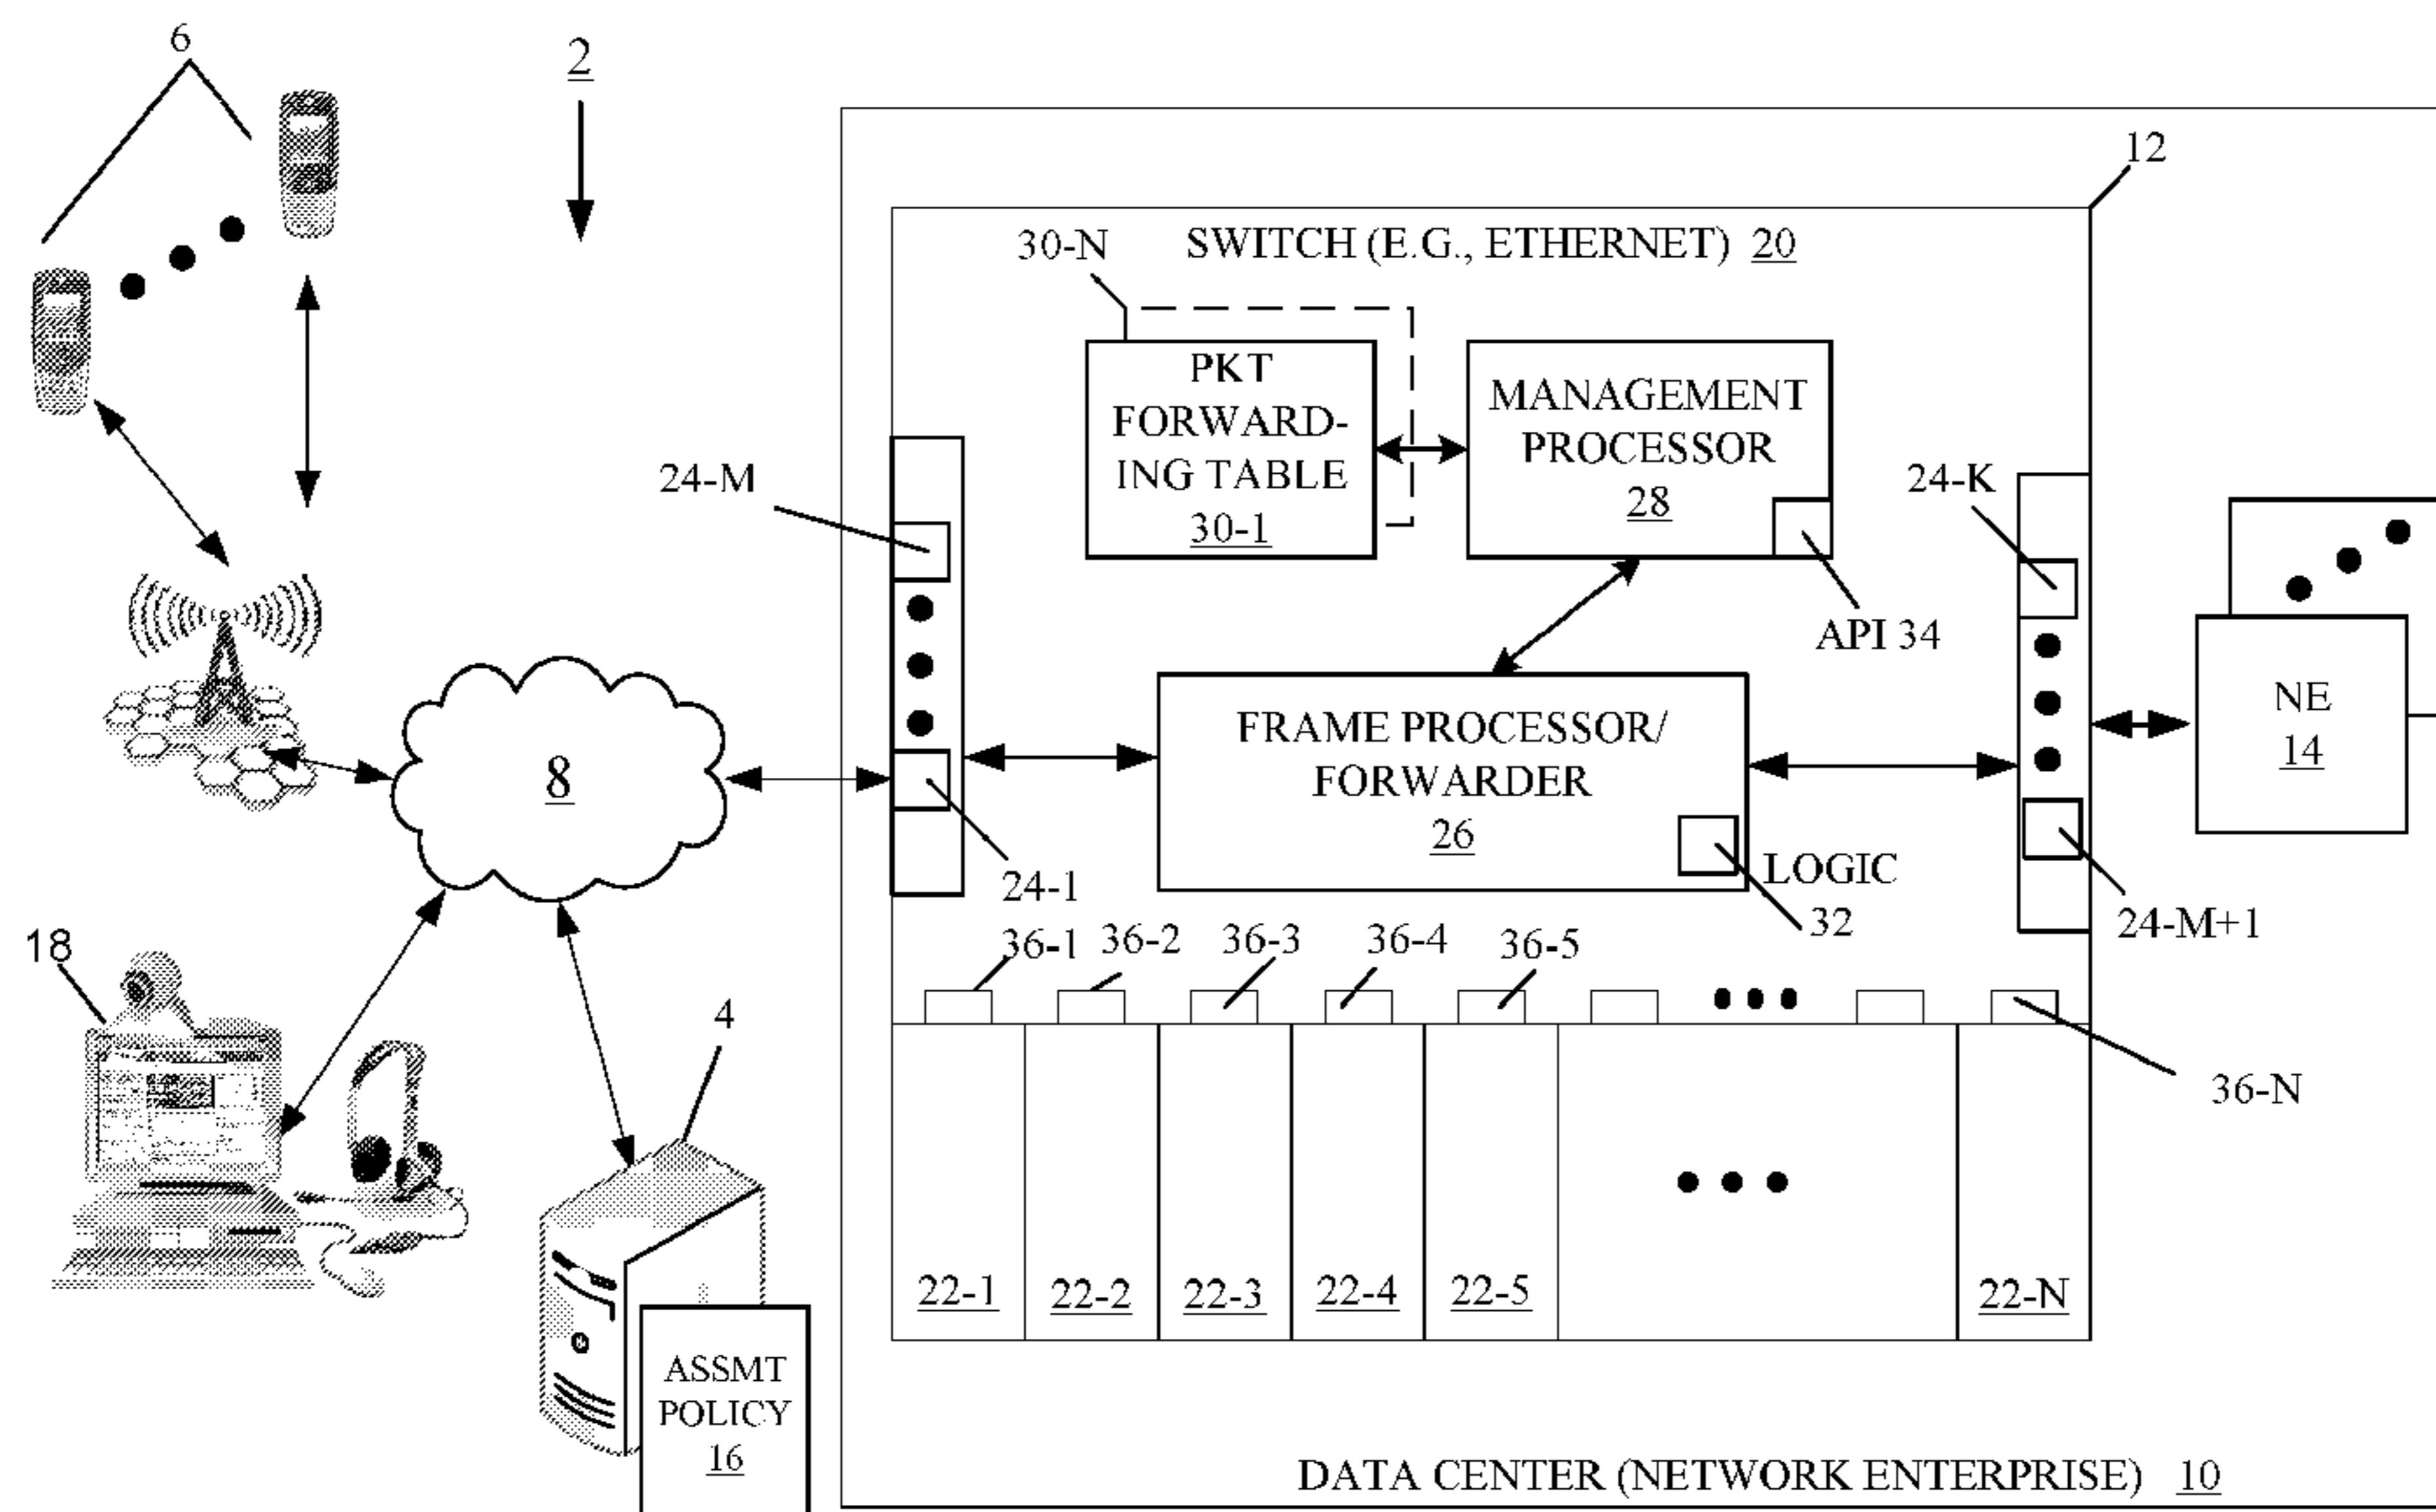 6
2
12
30-N
SWITCH (E.G., ETHERNET) 20
PKT
FORWARD-
ING TABLE
30-1
MANAGEMENT
PROCESSOR
28
24-M
24-K
API 34
NE
14
8
FRAME PROCESSOR/
FORWARDER
26
LOGIC
32
24-1
24-M+1
18
36-1
36-2
36-3
36-4
36-5
4
36-N
22-1
22-2
22-3
22-4
22-5
22-N
ASSMT
POLICY
16
DATA CENTER (NETWORK ENTERPRISE) 10